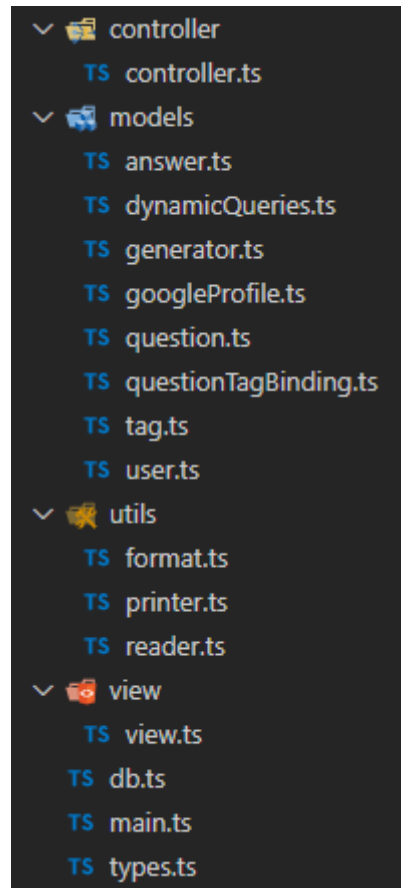 controller
TS controller.ts
models
TS answer.ts
TS dynamicQueries.ts
TS generator.ts
TS googleProfile.ts
TS question.ts
TS questionTagBinding.ts
TS tag.ts
TS user.ts
utils
TS format.ts
TS printer.ts
TS reader.ts
view
TS view.ts
TS db.ts
TS main.ts
TS types.ts